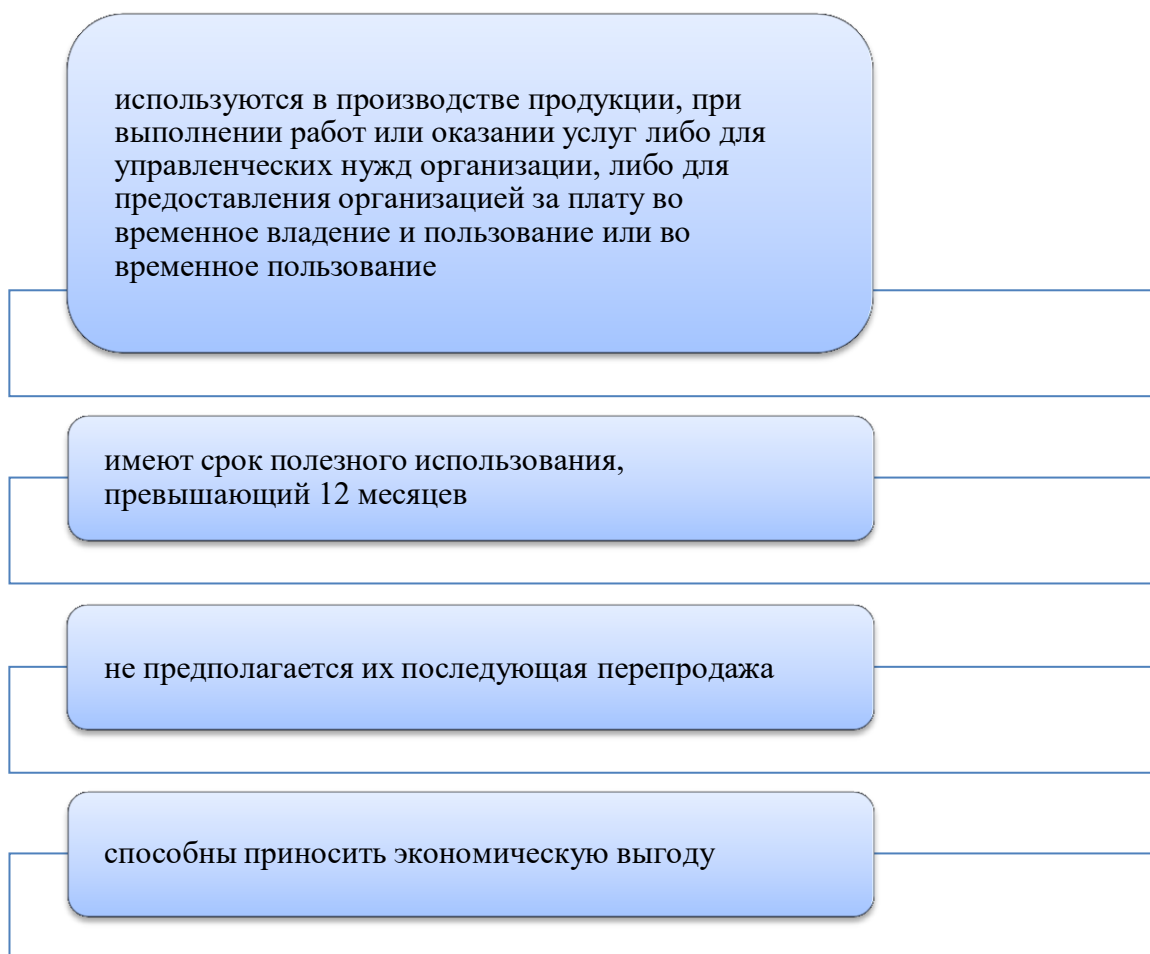 используются в производстве продукции, при
выполнении работ или оказании услуг либо для
управленческих нужд организации, либо для
предоставления организацией за плату во
временное владение и пользование или во
временное пользование
имеют срок полезного использования,
превышающий 12 месяцев
не предполагается их последующая перепродажа
способны приносить экономическую выгоду